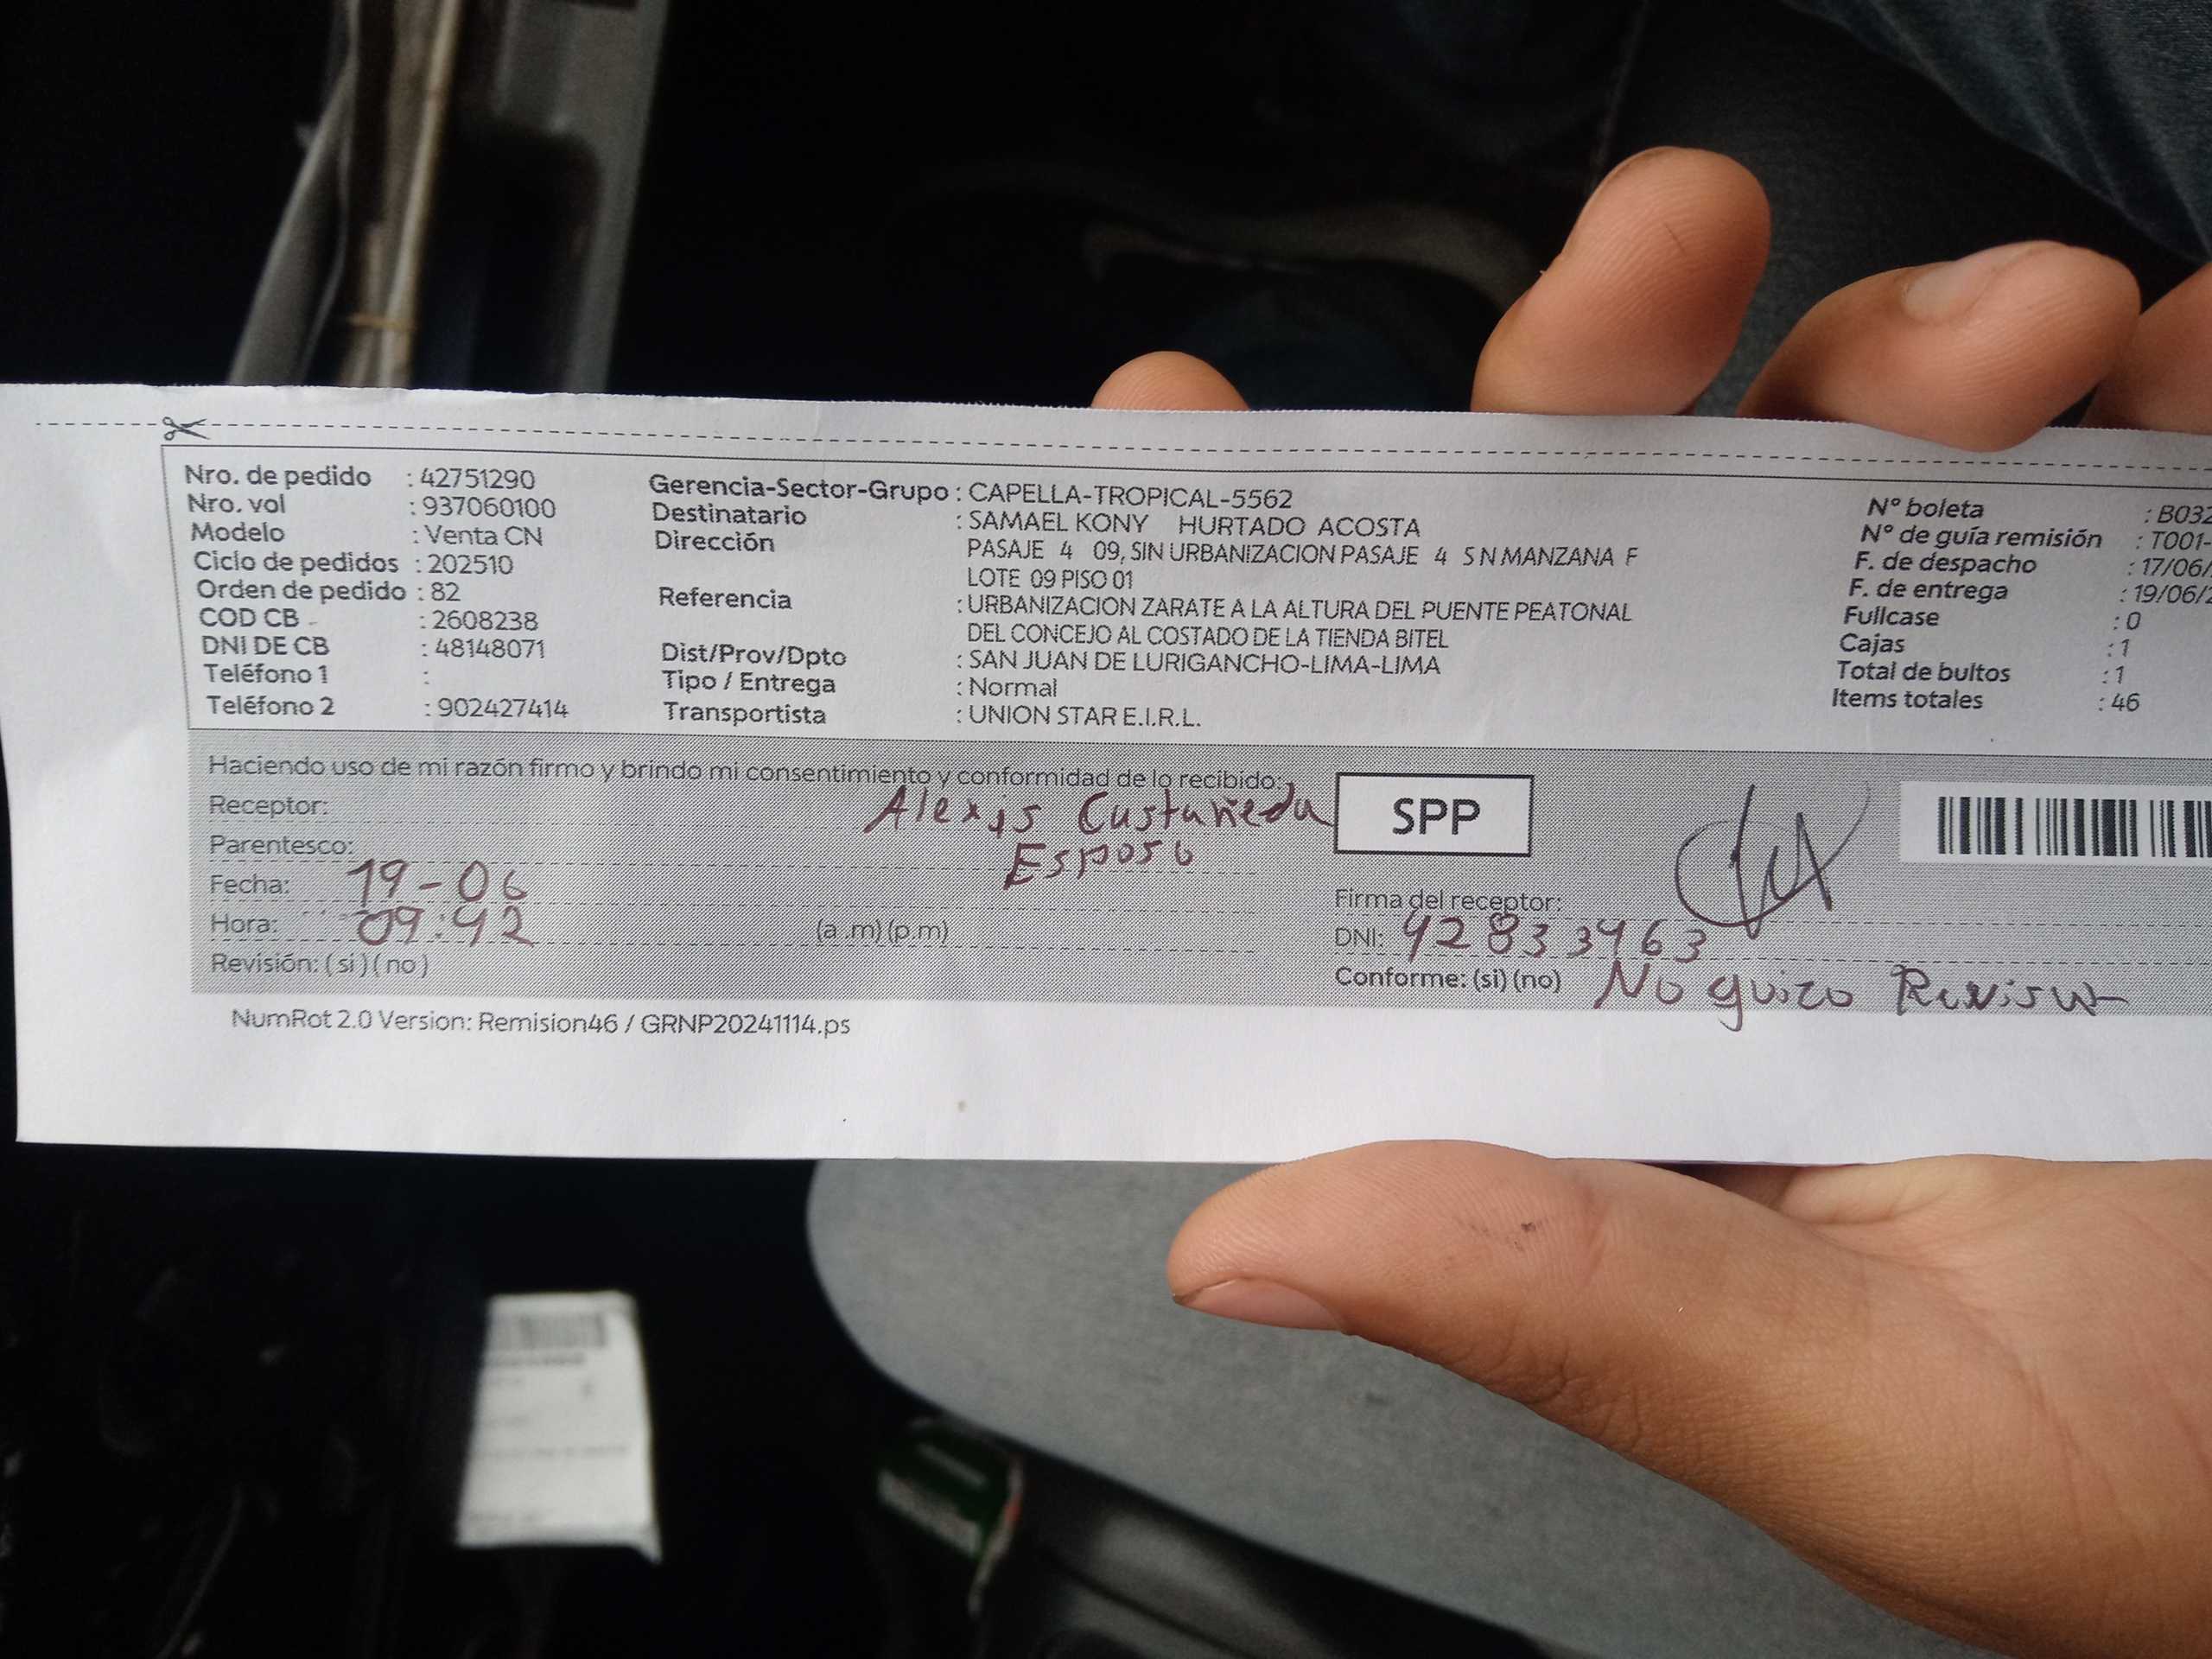 Nro. de pedido : 42751290
Nro. vol : 937060100
Modelo : Venta CN
Ciclo de pedidos : 202510
Orden de pedido : 82
COD CB : 2608238
DNI DE CB : 48148071
Teléfono 1 :
Teléfono 2 : 902427414
Gerencia-Sector-Grupo : CAPELLA-TROPICAL-5562
Destinatario : SAMAEL KONY HURTADO ACOSTA
Dirección PASAJE 4 09, SIN URBANIZACION PASAJE 4 S N MANZANA F
LOTE 09 PISO 01
Referencia : URBANIZACION ZARATE A LA ALTURA DEL PUENTE PEATONAL
DEL CONCEJO AL COSTADO DE LA TIENDA BITEL
Dist/Prov/Dpto : SAN JUAN DE LURIGANCHO-LIMA-LIMA
Tipo / Entrega : Normal
Transportista : UNION STAR E.I.R.L.
N° boleta : B032
N° de guía remisión : T001-
F. de despacho : 17/06/
F. de entrega : 19/06/2
Fullcase : 0
Cajas : 1
Total de bultos : 1
Items totales : 46
Haciendo uso de mi razón firmo y brindo mi consentimiento y conformidad de lo recibido:
Receptor: Alexis Castañeda
Parentesco: Esposo
Fecha: 19-06
Hora: 09:42 (a .m) (p.m)
Revisión: (si) (no)
SPP
Firma del receptor:
DNI: 42833463
Conforme: (si) (no) No quizo Revisar
NumRot 2.0 Version: Remision46 / GRNP20241114.ps